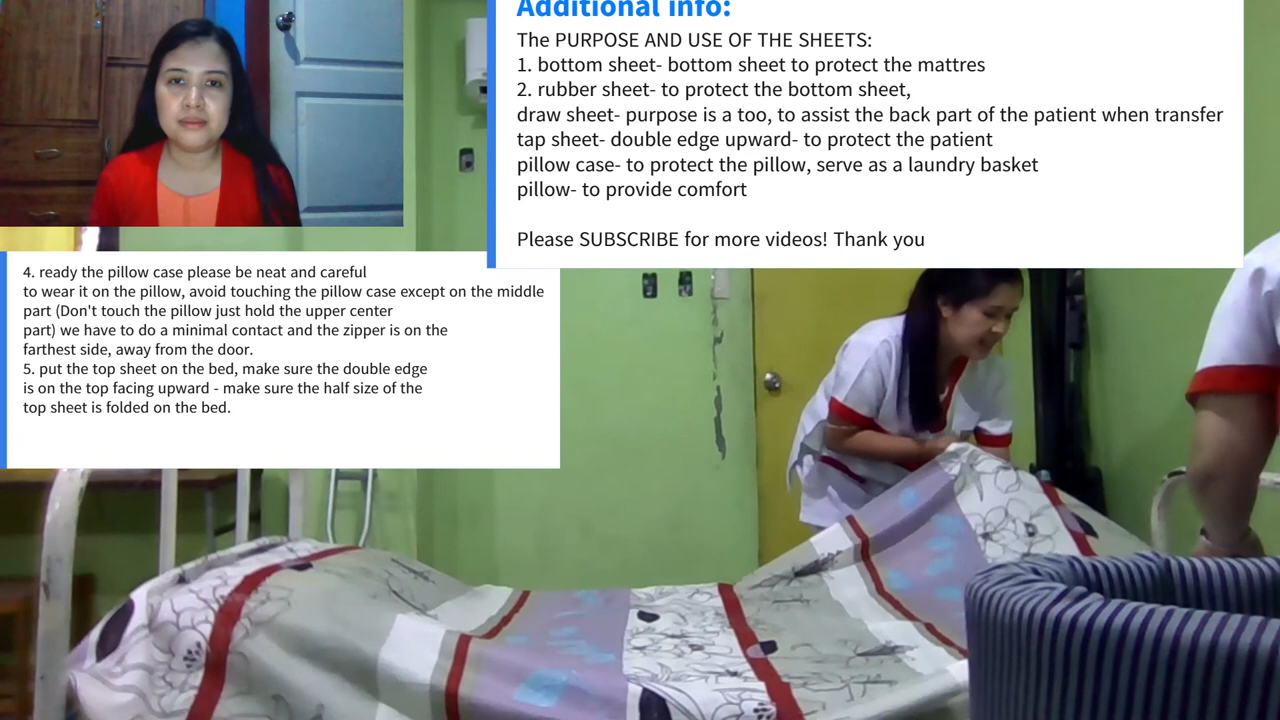 Additional info:
The PURPOSE AND USE OF THE SHEETS:
1. bottom sheet- bottom sheet to protect the mattres
2. rubber sheet- to protect the bottom sheet,
draw sheet- purpose is a too, to assist the back part of the patient when transfer
tap sheet- double edge upward- to protect the patient
pillow case- to protect the pillow, serve as a laundry basket
pillow- to provide comfort
Please SUBSCRIBE for more videos! Thank you
4. ready the pillow case please be neat and careful
to wear it on the pillow, avoid touching the pillow case except on the middle
part (Don't touch the pillow just hold the upper center
part) we have to do a minimal contact and the zipper is on the
farthest side, away from the door.
5. put the top sheet on the bed, make sure the double edge
is on the top facing upward - make sure the half size of the
top sheet is folded on the bed.